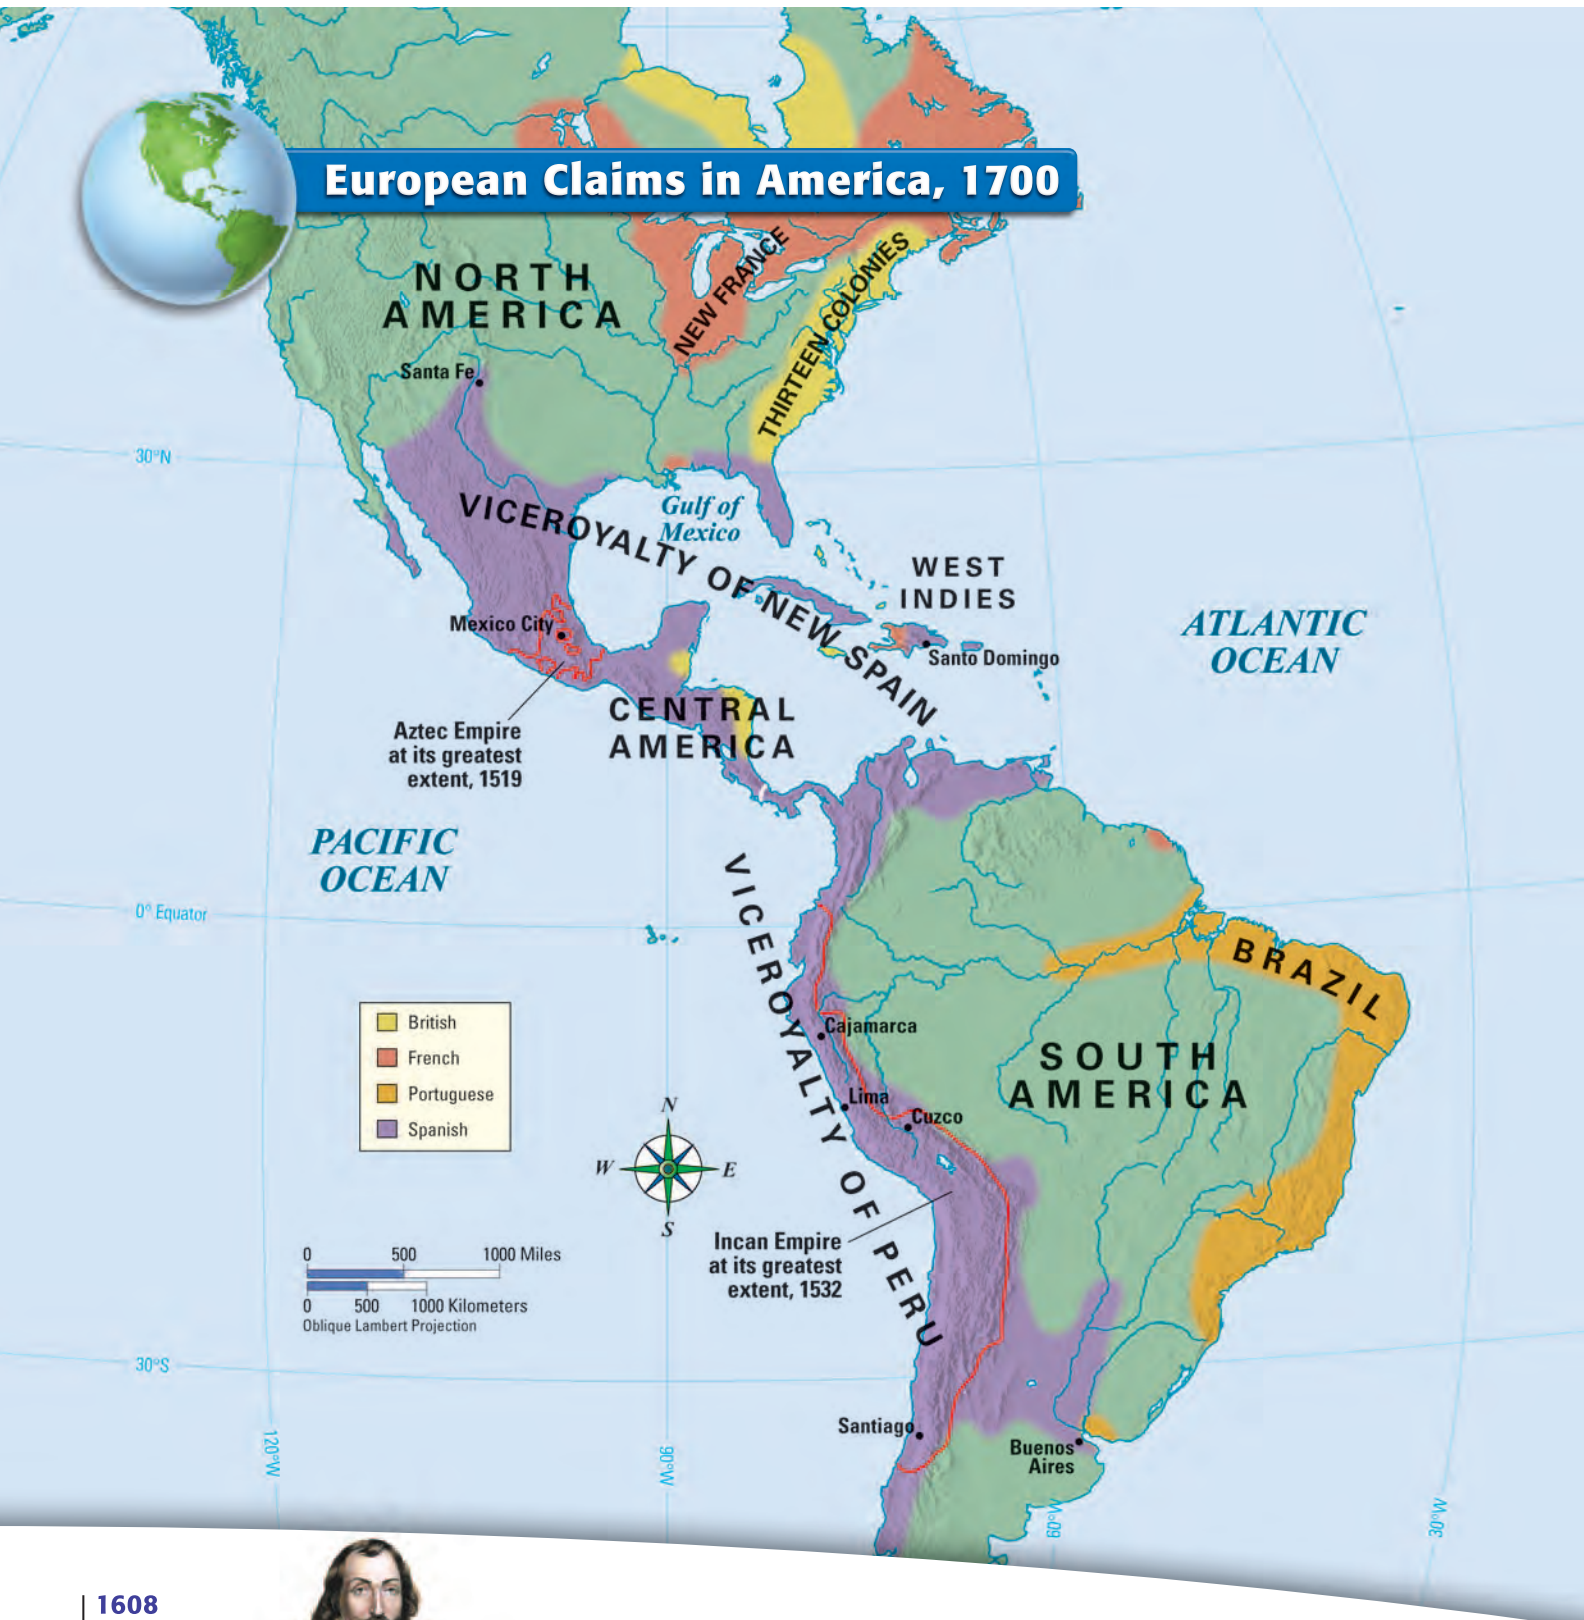 European Claims in America, 1700
NORTH
AMERICA
NEW FRANCE
THIRTEEN COLONIES
Santa Fe
30°N
Gulf of
Mexico
VICEROYALTY OF NEW SPAIN
WEST
INDIES
Mexico City
Santo Domingo
ATLANTIC
OCEAN
CENTRAL
AMERICA
Aztec Empire
at its greatest
extent, 1519
PACIFIC
OCEAN
VICEROYALTY OF PERU
0° Equator
BRAZIL
British
French
Portuguese
Spanish
Cajamarca
SOUTH
AMERICA
Lima
Cuzco
N
W
E
S
Incan Empire
at its greatest
extent, 1532
0 500 1000 Miles
0 500 1000 Kilometers
Oblique Lambert Projection
30°S
Santiago
Buenos
Aires
120°W
90°W
60°W
30°W
| 1608